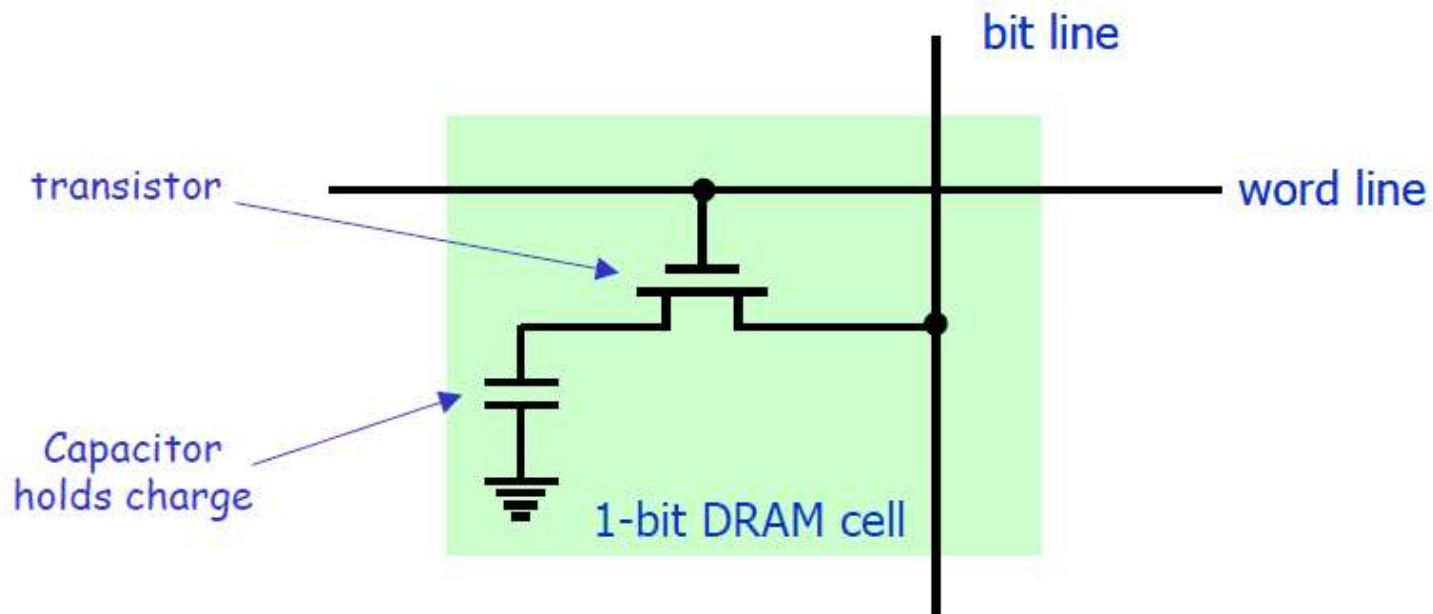 bit line
transistor
word line
Capacitor
holds charge
1-bit DRAM cell